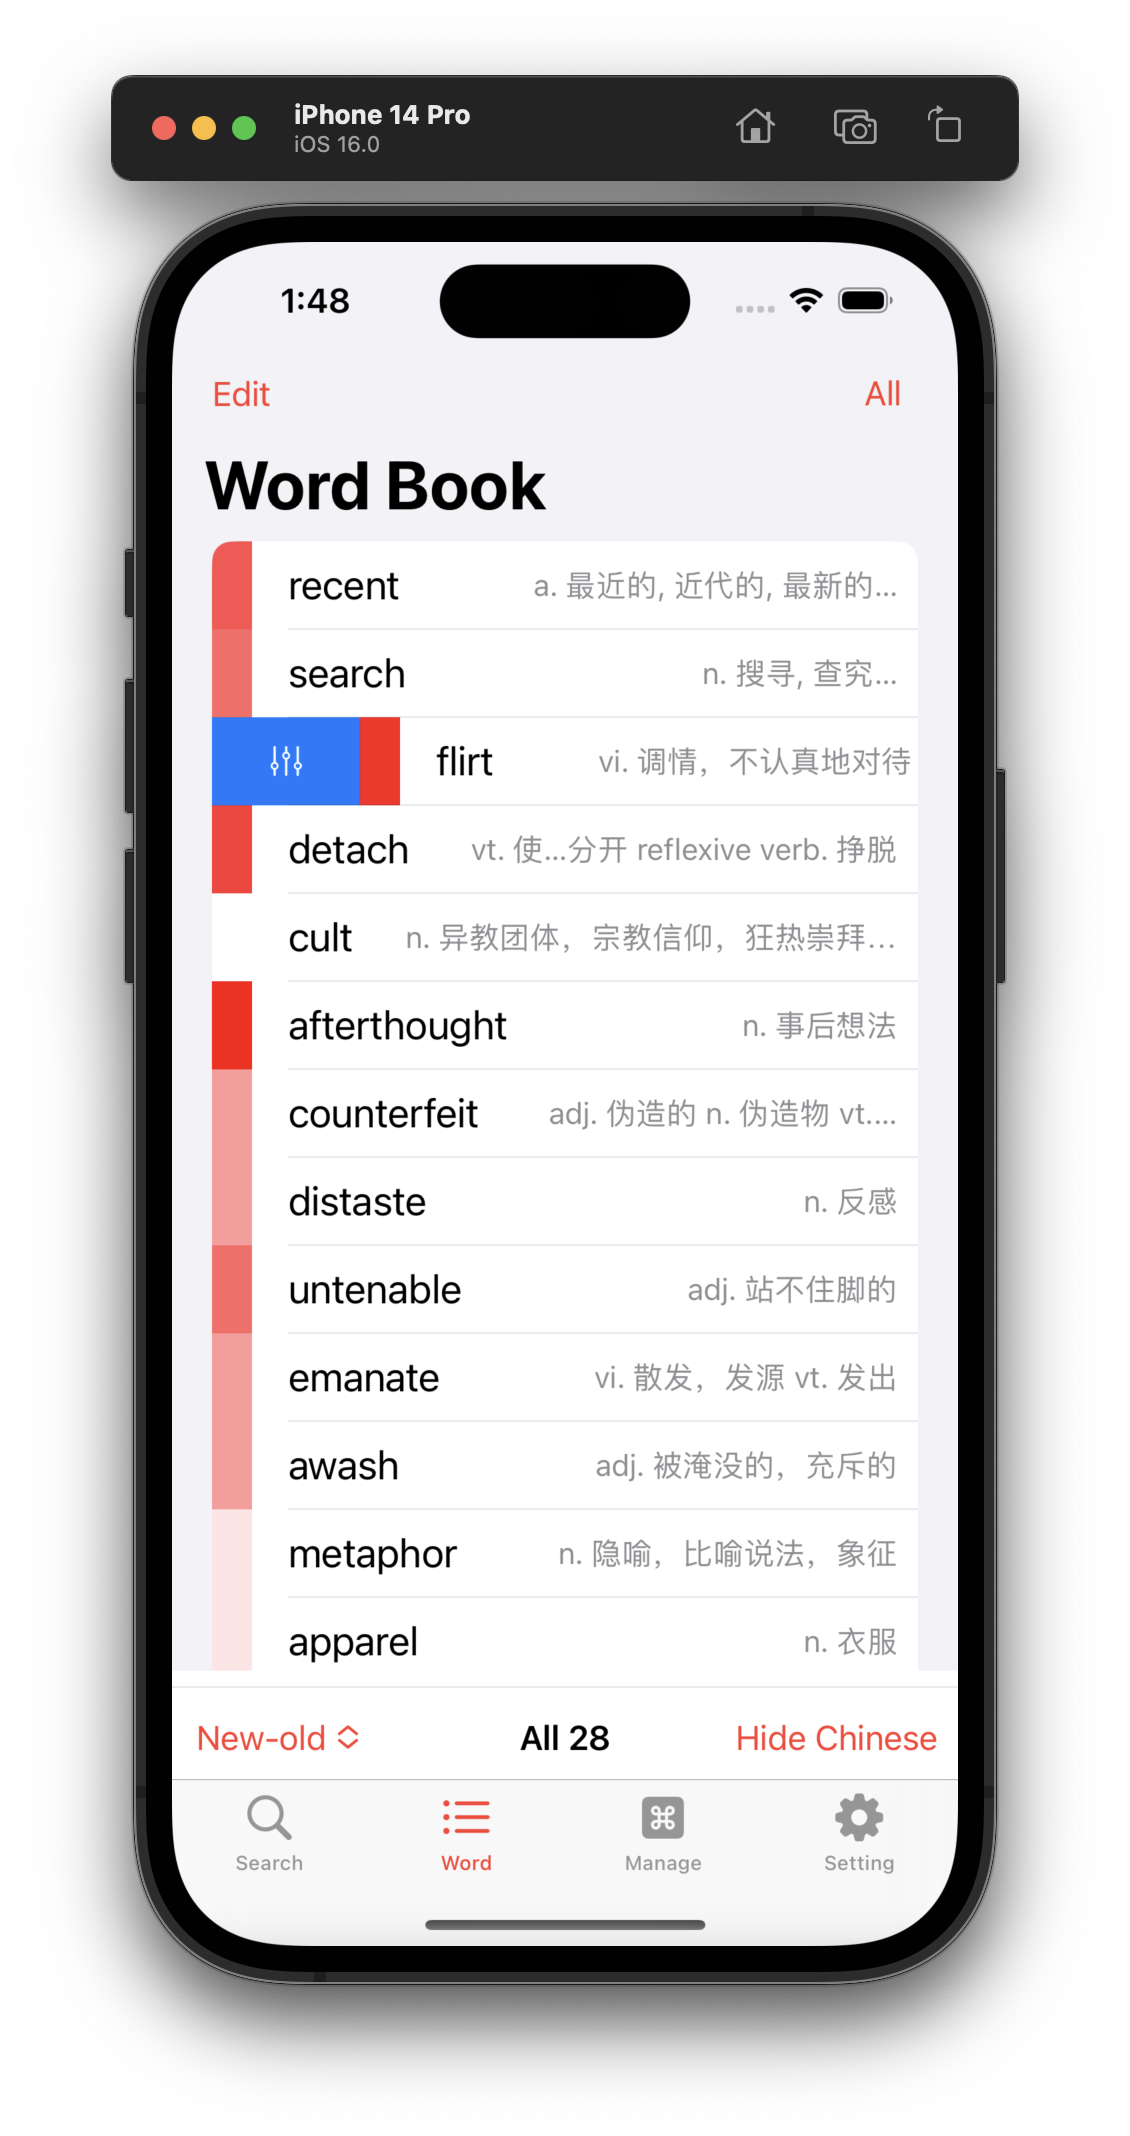 iPhone 14 Pro
iOS 16.0
1:48
Edit
All
Word Book
recent a. 最近的, 近代的, 最新的...
search n. 搜寻, 查究...
flirt vi. 调情，不认真地对待
detach vt. 使...分开 reflexive verb. 挣脱
cult n. 异教团体，宗教信仰，狂热崇拜...
afterthought n. 事后想法
counterfeit adj. 伪造的 n. 伪造物 vt....
distaste n. 反感
untenable adj. 站不住脚的
emanate vi. 散发，发源 vt. 发出
awash adj. 被淹没的，充斥的
metaphor n. 隐喻，比喻说法，象征
apparel n. 衣服
New-old All 28 Hide Chinese
Search Word Manage Setting